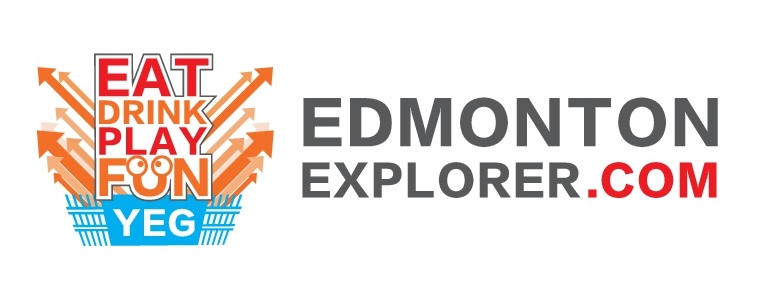 EAT
DRINK
PLAY
FUN
YEG
EDMONTON
EXPLORER.COM